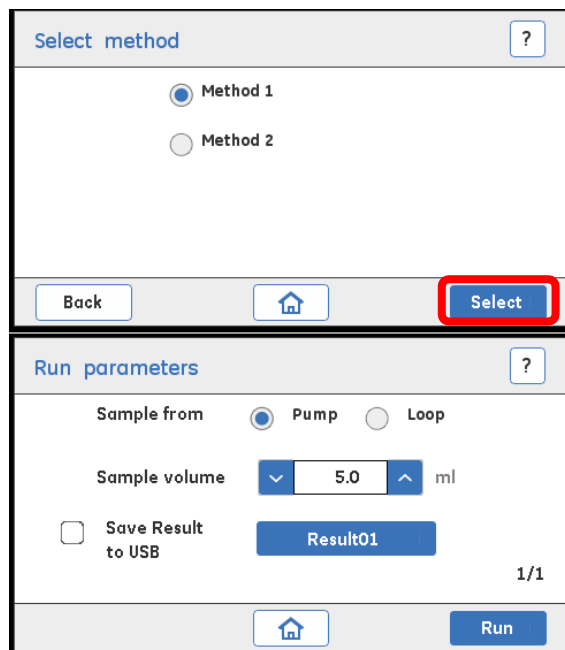 Select method ?
Method 1
Method 2
Back Select
Run parameters ?
Sample from Pump Loop
Sample volume 5.0 ml
Save Result
to USB
Result01
1/1
Run